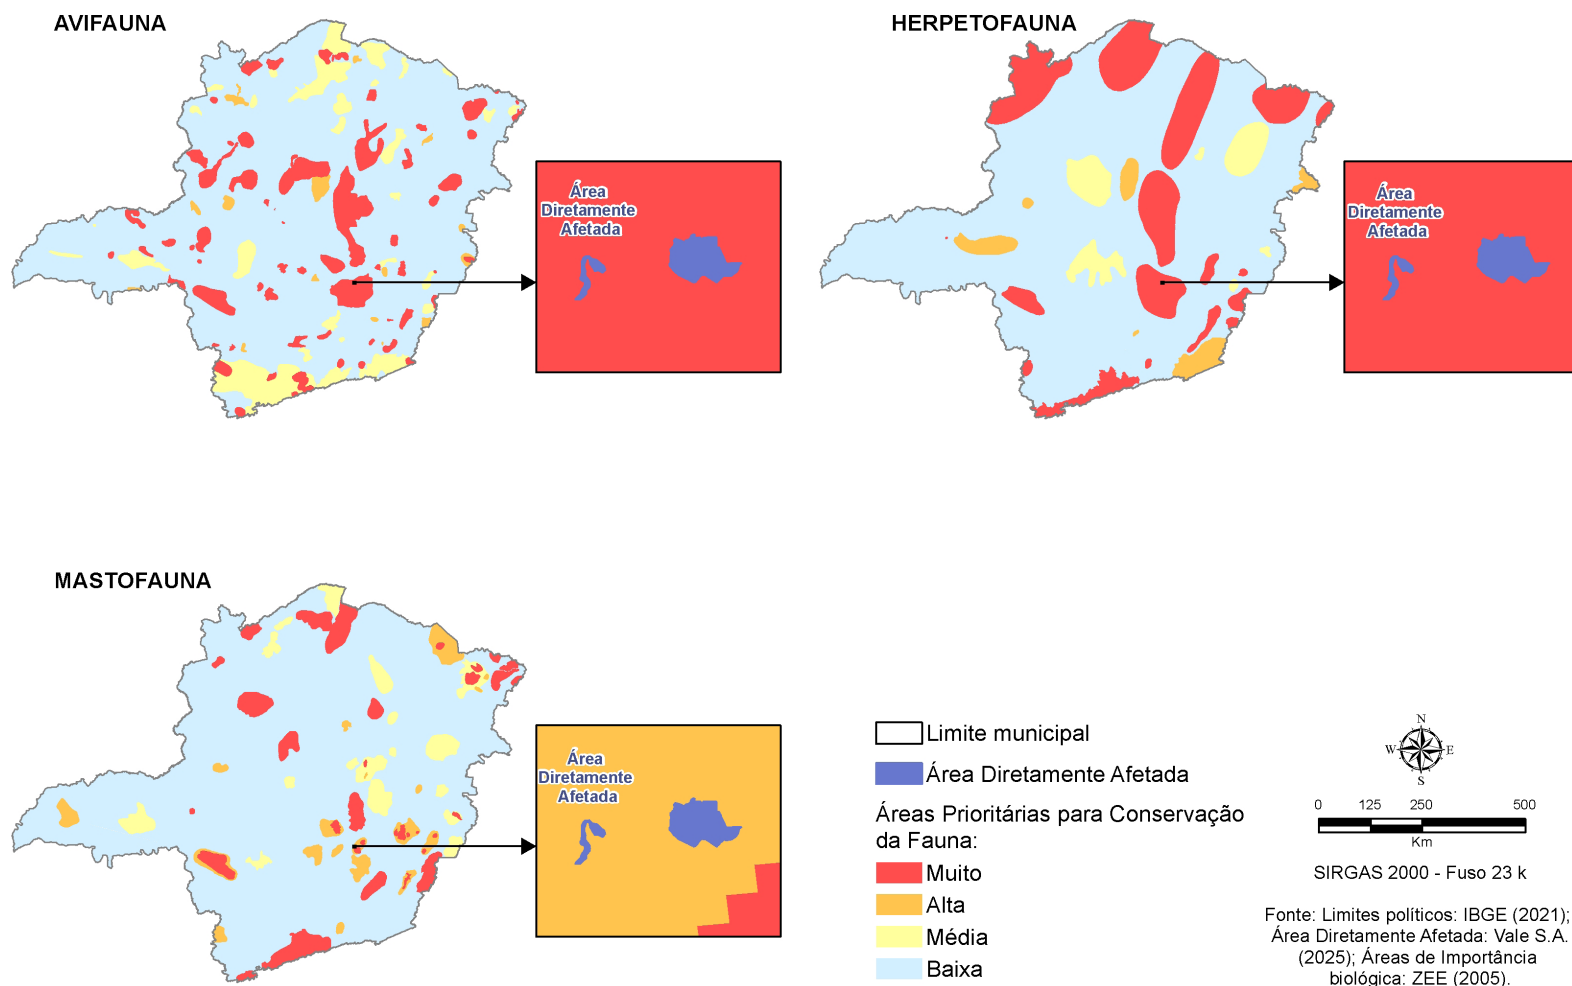 AVIFAUNA
HERPETOFAUNA
Área
Diretamente
Afetada
Área
Diretamente
Afetada
MASTOFAUNA
Área
Diretamente
Afetada
Limite municipal
Área Diretamente Afetada
Áreas Prioritárias para Conservação
da Fauna:
Muito
Alta
Média
Baixa
N
W E
S
0 125 250 500
Km
SIRGAS 2000 - Fuso 23 k
Fonte: Limites políticos: IBGE (2021);
Área Diretamente Afetada: Vale S.A.
(2025); Áreas de Importância
biológica: ZEE (2005).